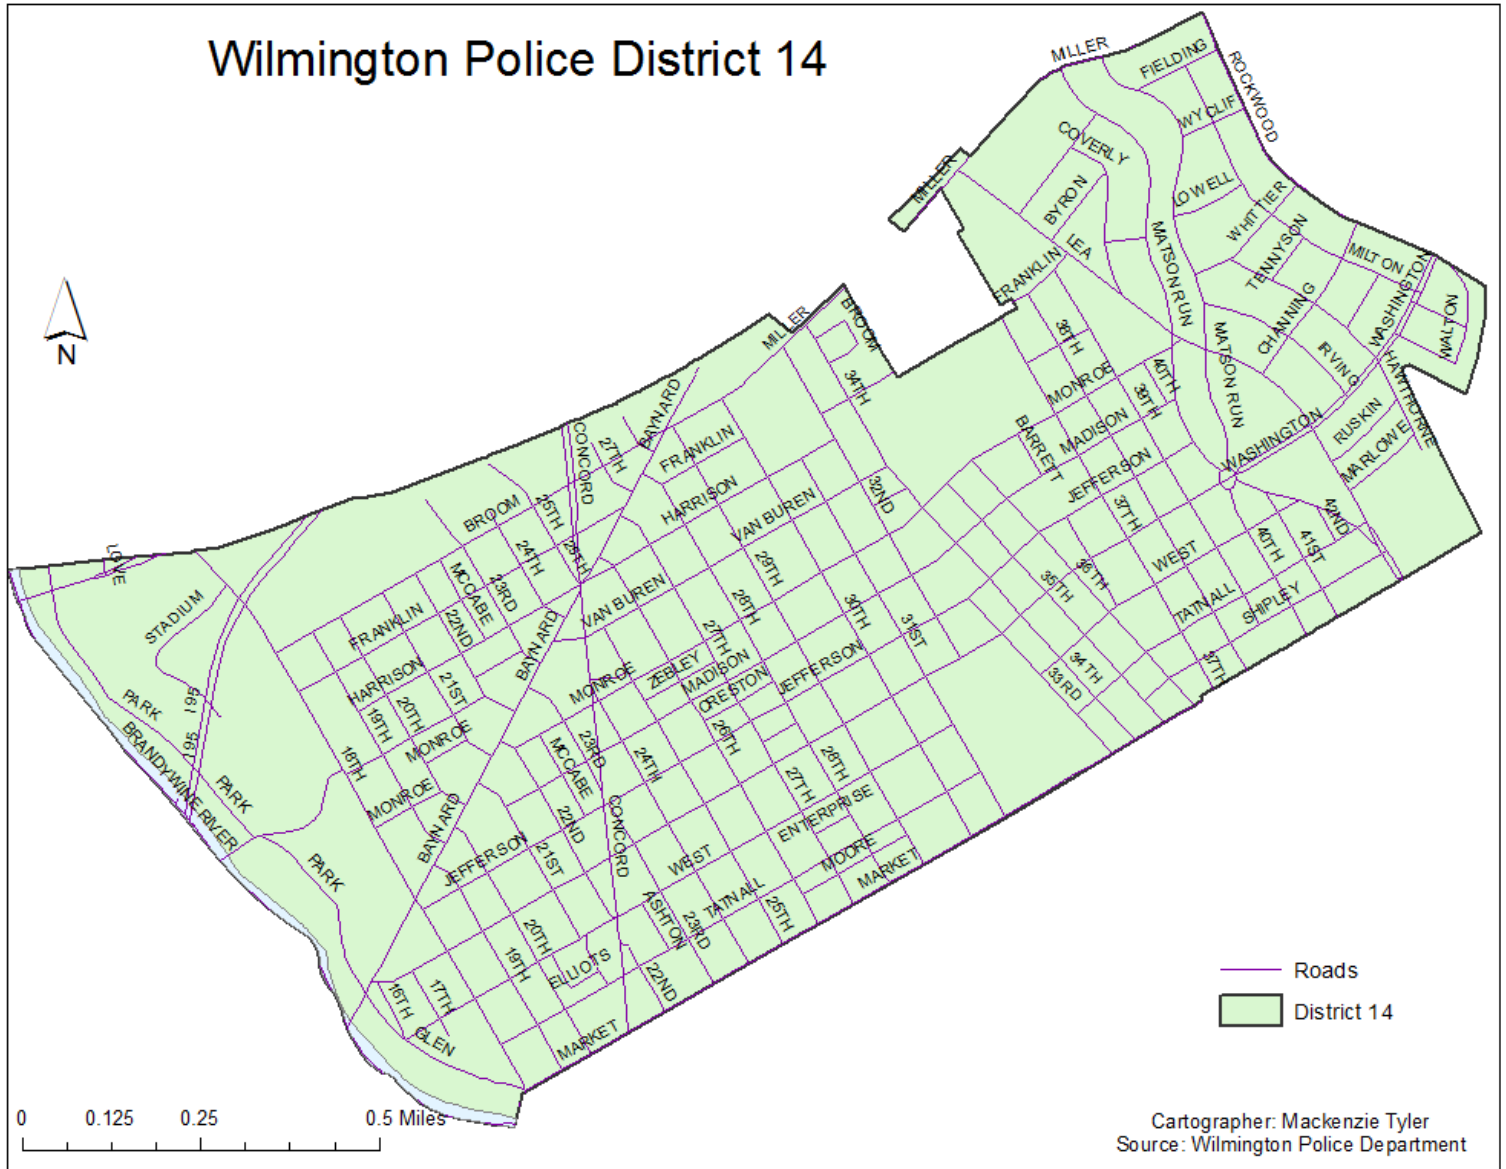 Wilmington Police District 14
MILLER
FIELDING
ROCKWOOD
WYCLIF
COVERLY
MILLER
BYRON
LOWELL
WHITTIER
LEA
MATSON RUN
TENNYSON
MILTON
FRANKLIN
WASHINGTON
WALTON
CHANNING
IRVING
HAWTHORNE
MATSON RUN
38TH
MONROE
40TH
39TH
MADISON
BARRETT
JEFFERSON
WASHINGTON
RUSKIN
MARLOWE
N
MILLER
BROOM
34TH
BAYNARD
CONCORD
27TH
FRANKLIN
HARRISON
VAN BUREN
32ND
BROOM
25TH
26TH
24TH
37TH
42ND
40TH
41ST
WEST
36TH
35TH
TATNALL
SHIPLEY
37TH
34TH
33RD
LOVE
STADIUM
MCCABE
23RD
22ND
FRANKLIN
VAN BUREN
29TH
28TH
30TH
31ST
BAYNARD
HARRISON
21ST
20TH
19TH
MONROE
ZEBLEY
27TH
MADISON
CRESTON
JEFFERSON
I95
I95
PARK
BRANDYWINE RIVER
PARK
PARK
18TH
MONROE
MONROE
23RD
MCCABE
24TH
26TH
28TH
27TH
ENTERPRISE
BAYNARD
JEFFERSON
22ND
21ST
CONCORD
WEST
MOORE
MARKET
TATNALL
ASHTON
23RD
25TH
20TH
19TH
ELLIOTS
22ND
16TH
17TH
GLEN
MARKET
Roads
District 14
0 0.125 0.25 0.5 Miles
Cartographer: Mackenzie Tyler
Source: Wilmington Police Department